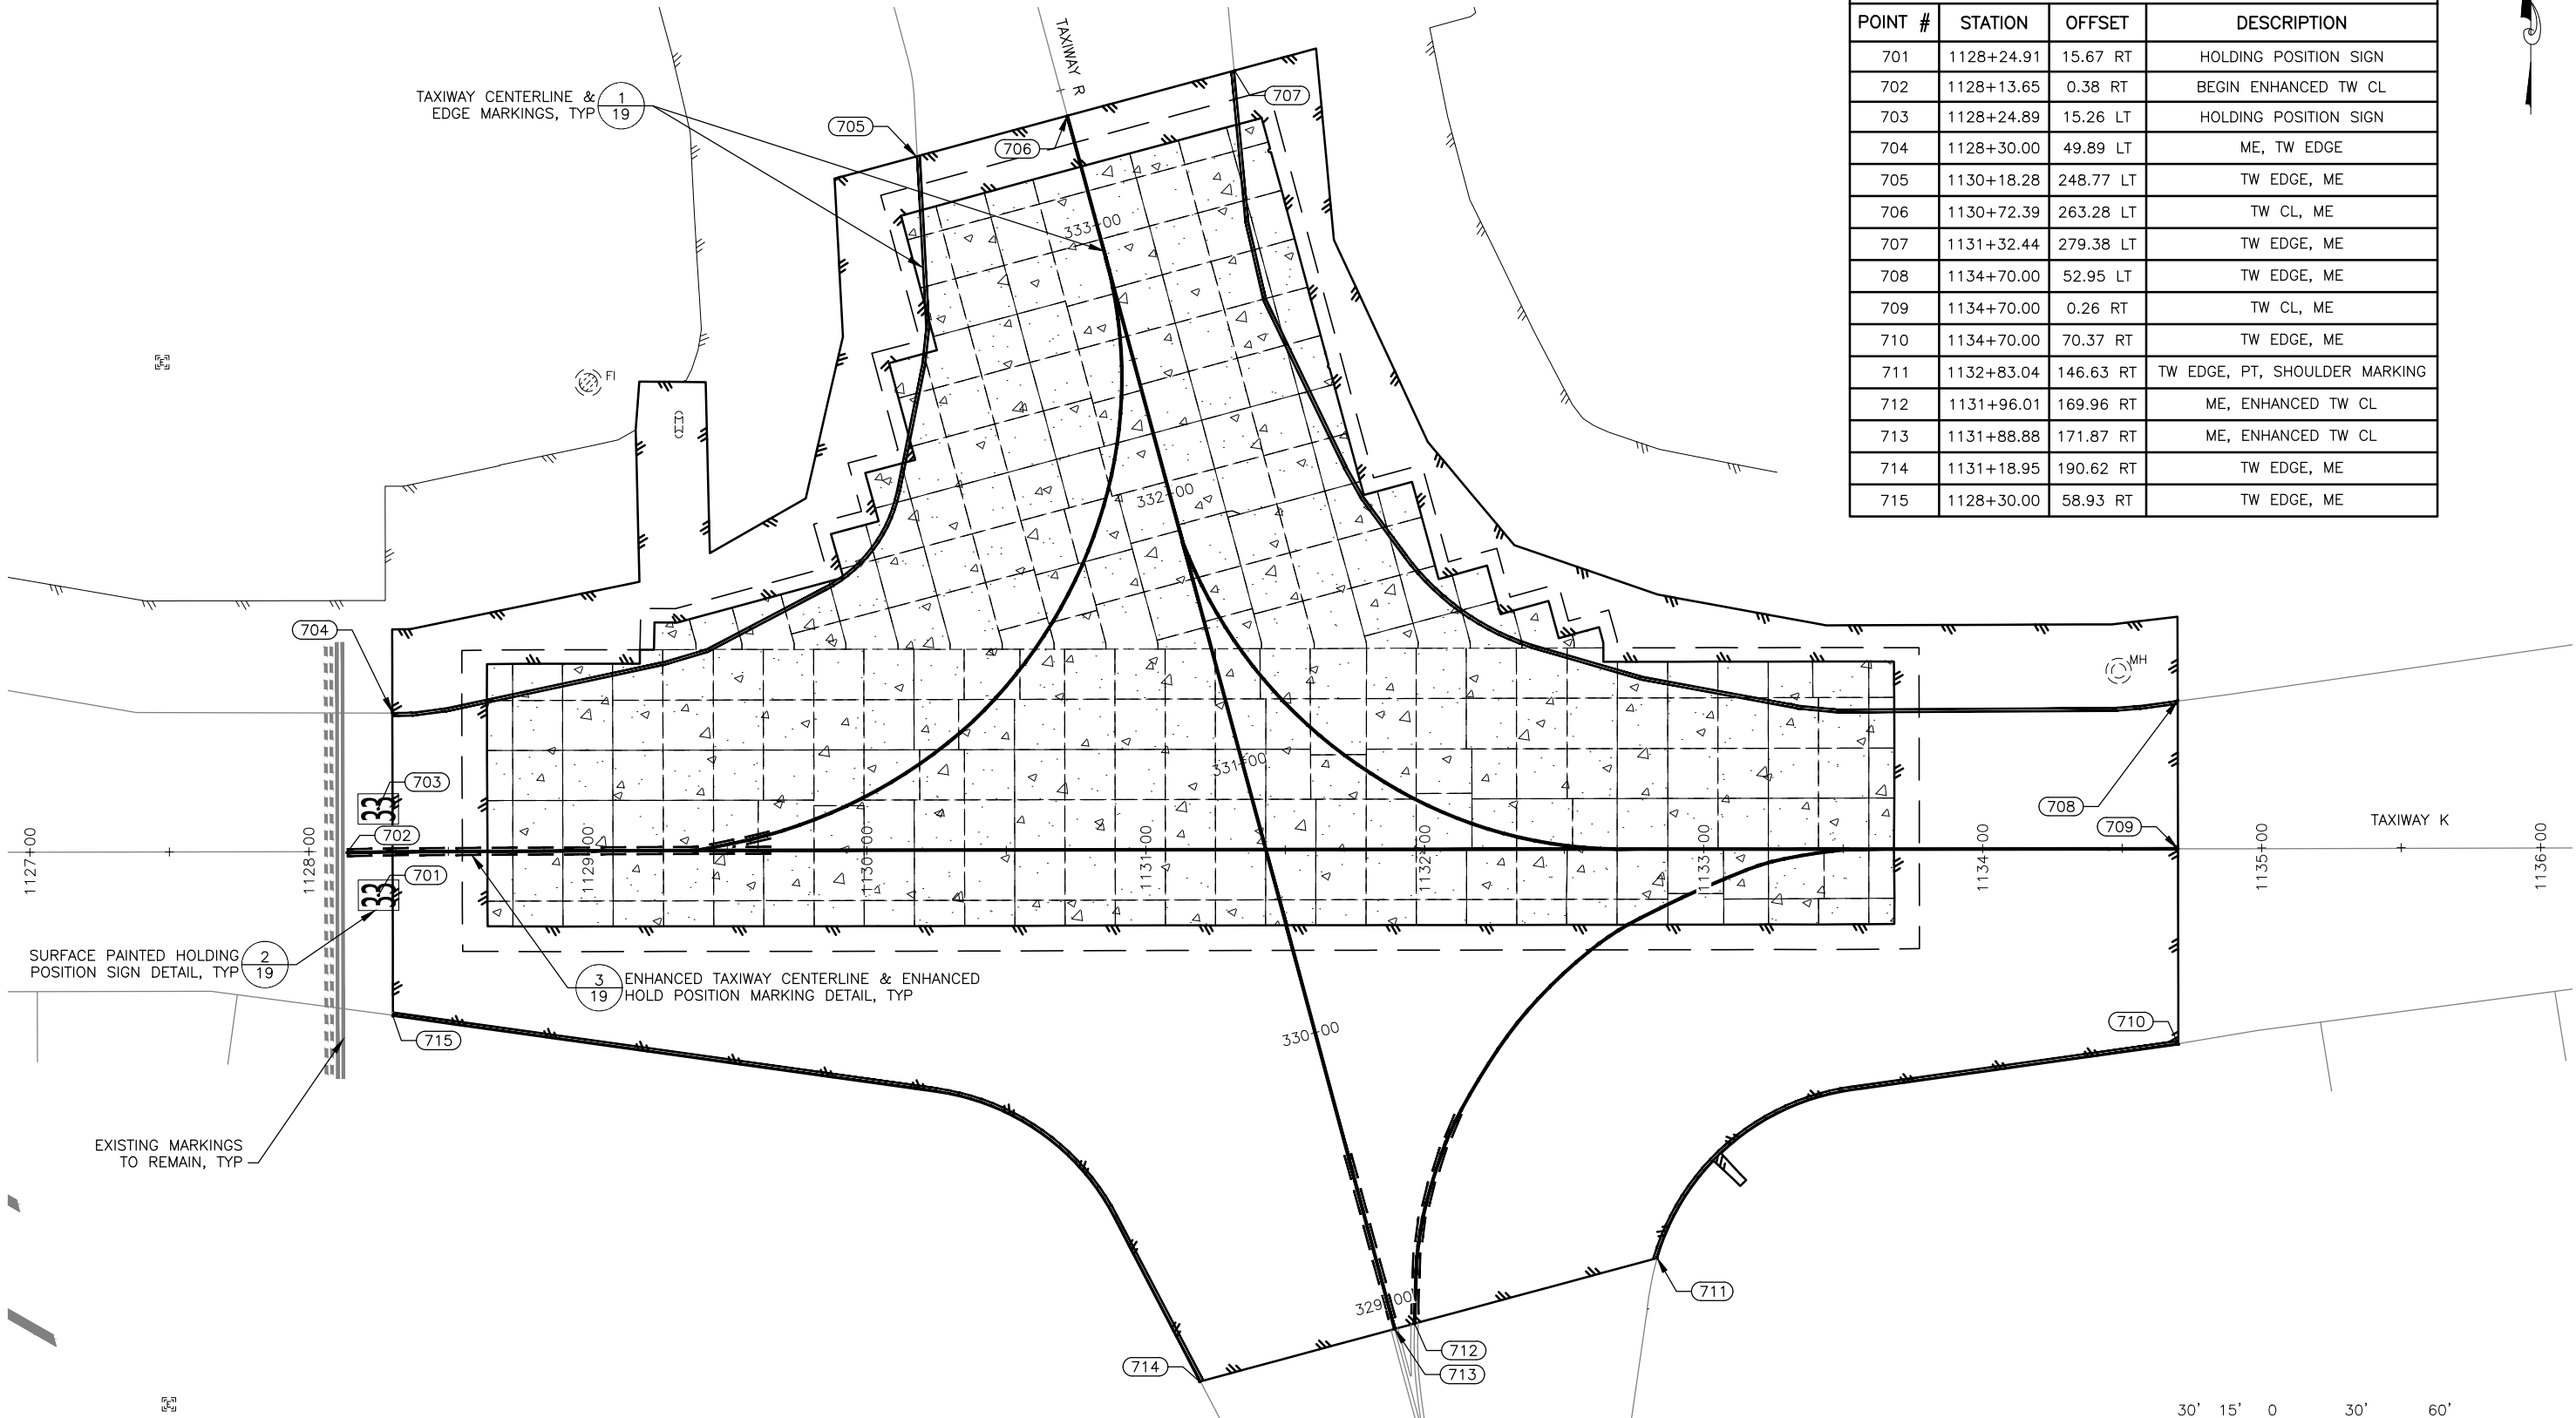 POINT # STATION OFFSET DESCRIPTION
701 1128+24.91 15.67 RT HOLDING POSITION SIGN
702 1128+13.65 0.38 RT BEGIN ENHANCED TW CL
703 1128+24.89 15.26 LT HOLDING POSITION SIGN
704 1128+30.00 49.89 LT ME, TW EDGE
705 1130+18.28 248.77 LT TW EDGE, ME
706 1130+72.39 263.28 LT TW CL, ME
707 1131+32.44 279.38 LT TW EDGE, ME
708 1134+70.00 52.95 LT TW EDGE, ME
709 1134+70.00 0.26 RT TW CL, ME
710 1134+70.00 70.37 RT TW EDGE, ME
711 1132+83.04 146.63 RT TW EDGE, PT, SHOULDER MARKING
712 1131+96.01 169.96 RT ME, ENHANCED TW CL
713 1131+88.88 171.87 RT ME, ENHANCED TW CL
714 1131+18.95 190.62 RT TW EDGE, ME
715 1128+30.00 58.93 RT TW EDGE, ME
TAXIWAY R
TAXIWAY CENTERLINE &
EDGE MARKINGS, TYP
1
19
705
706
707
333+00
FI
332+00
704
MH
331+00
703
33
702
701
33
708
709
TAXIWAY K
1127+00
1128+00
1129+00
1130+00
1131+00
1132+00
1133+00
1134+00
1135+00
1136+00
SURFACE PAINTED HOLDING
POSITION SIGN DETAIL, TYP
2
19
3
19
ENHANCED TAXIWAY CENTERLINE & ENHANCED
HOLD POSITION MARKING DETAIL, TYP
330+00
710
715
EXISTING MARKINGS
TO REMAIN, TYP
329+00
711
712
713
714
30' 15' 0 30' 60'